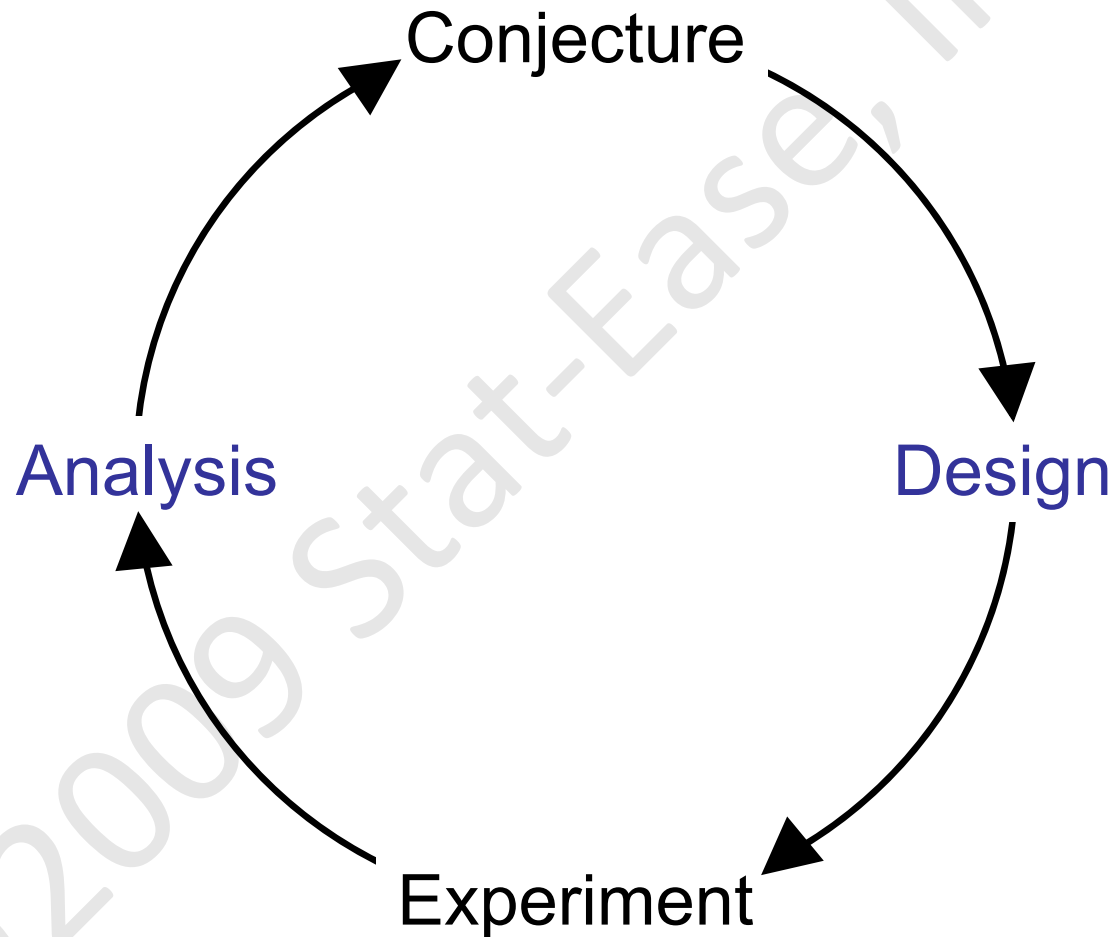 Conjecture
Analysis
Design
Experiment
2009 Stat-Ease,